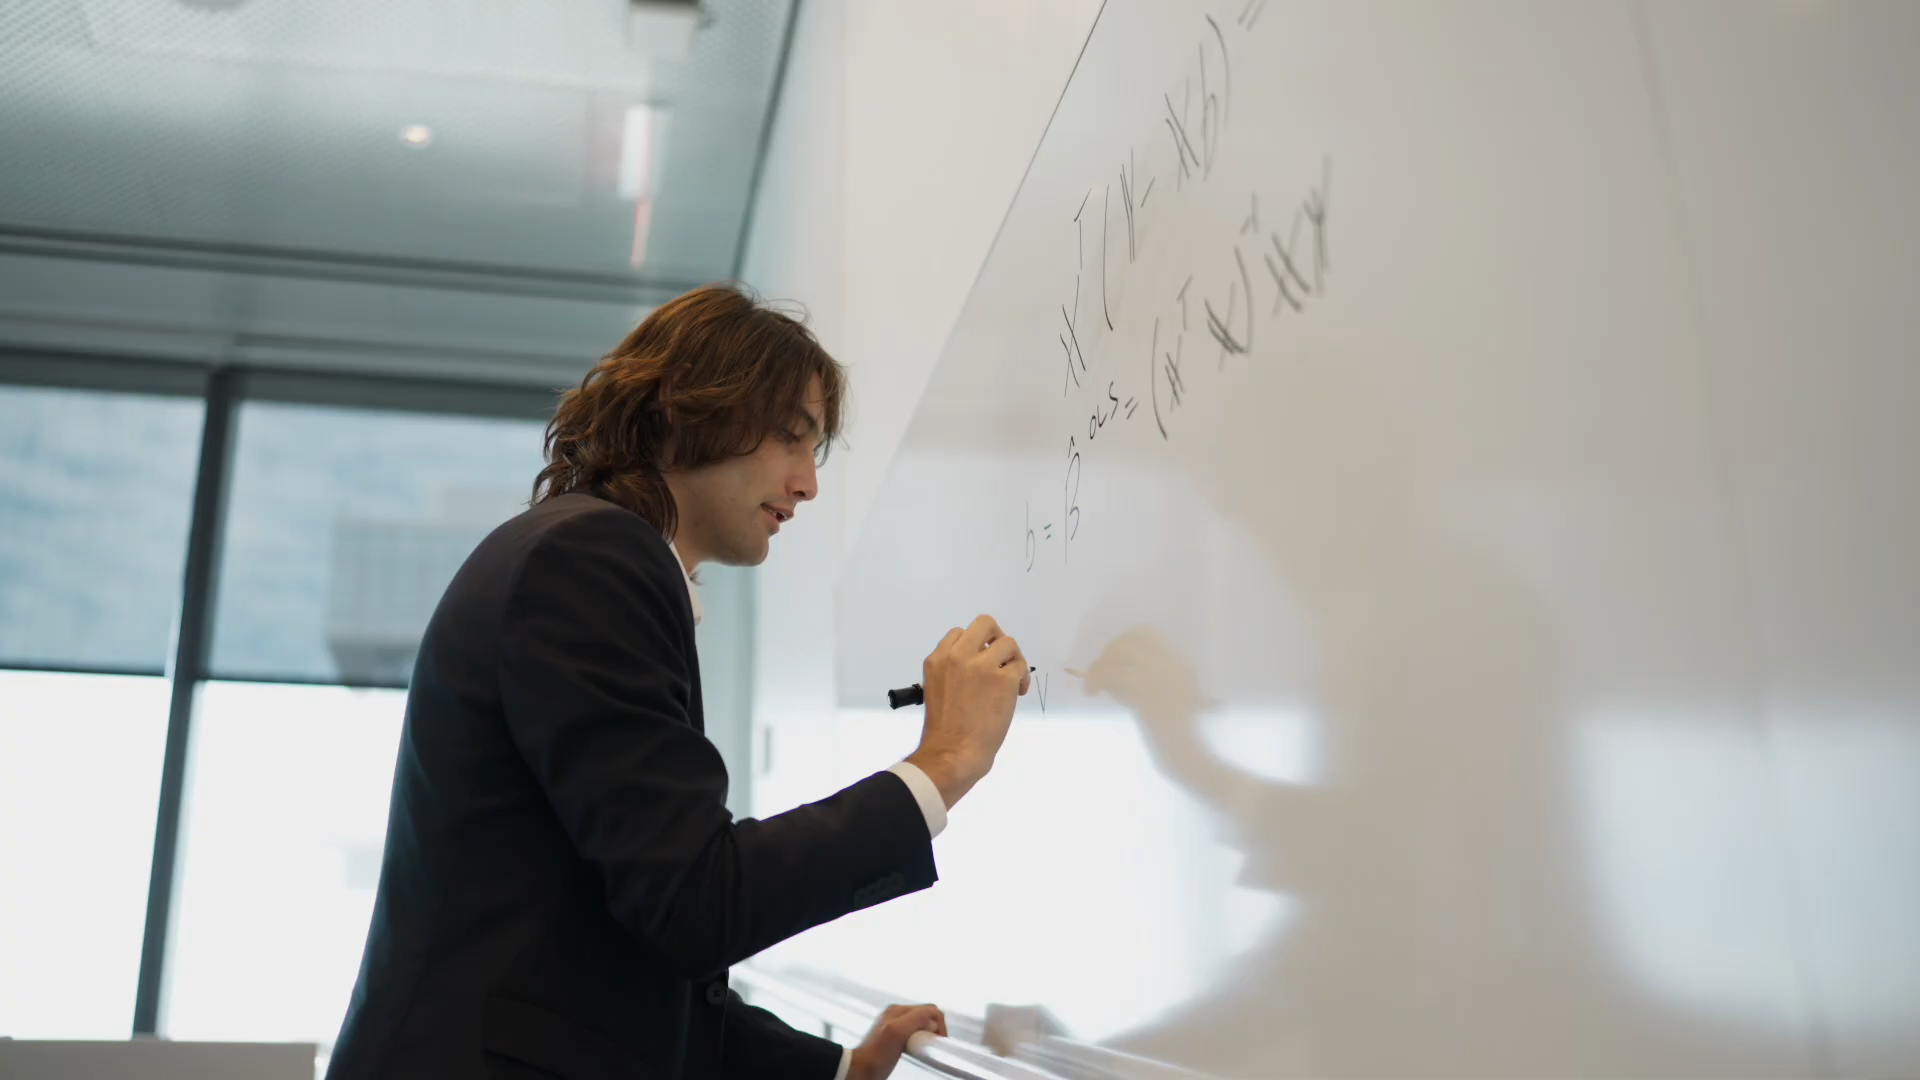 X^T(y - Xb) =
b = β̂^OLS = (X^T X)^-1 X y
V